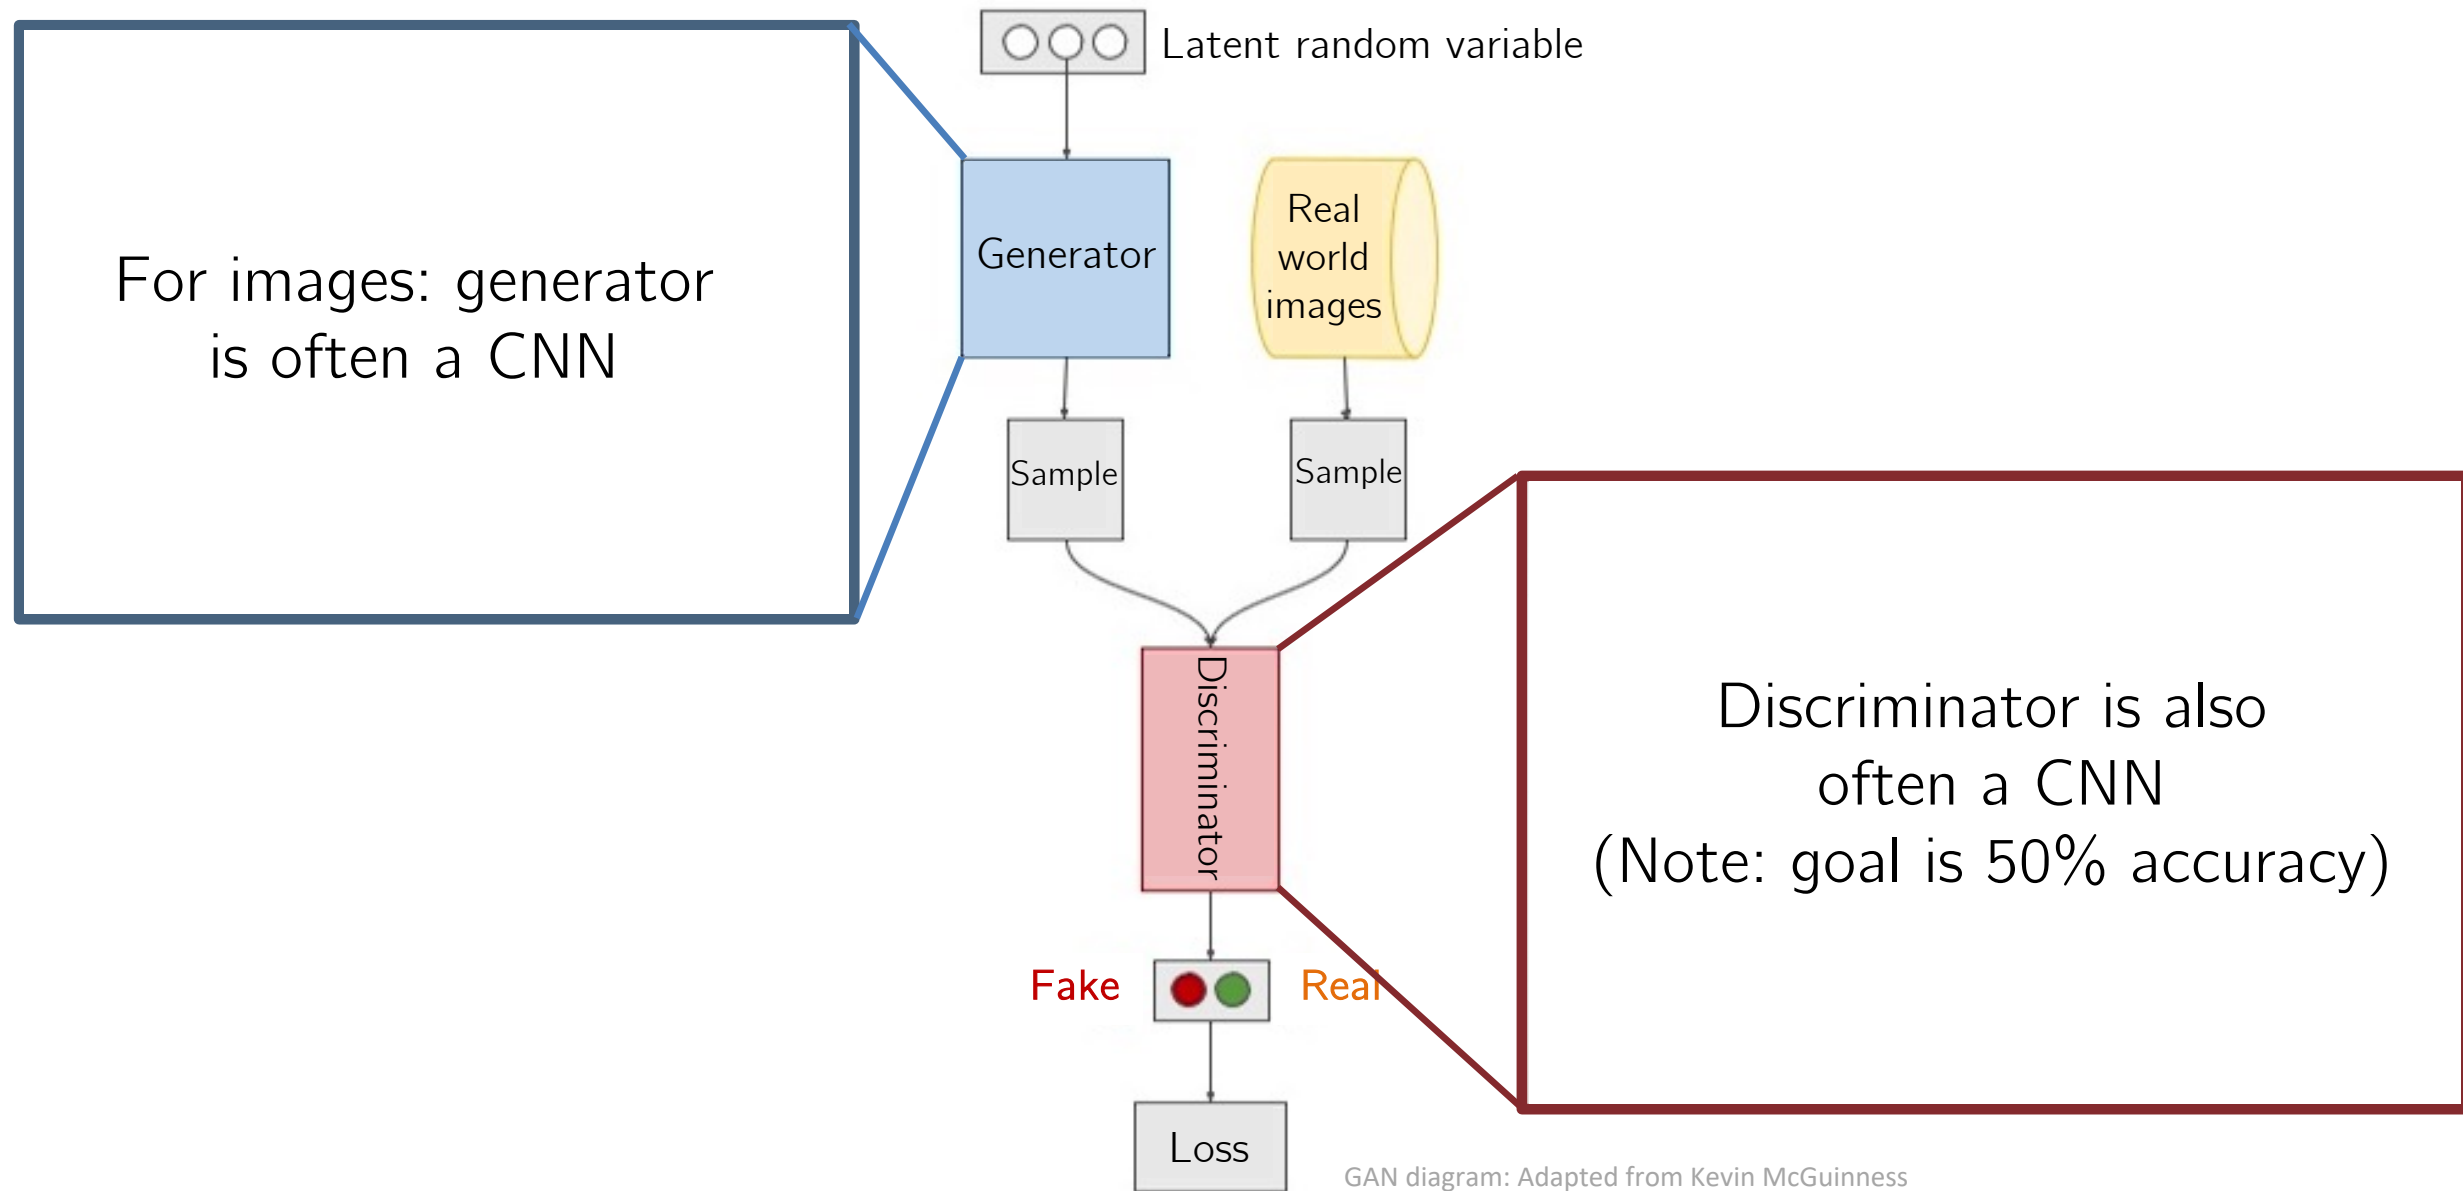 Latent random variable
For images: generator
is often a CNN
Generator
Real
world
images
Sample
Sample
Discriminator
Discriminator is also
often a CNN
(Note: goal is 50% accuracy)
Fake
Real
Loss
GAN diagram: Adapted from Kevin McGuinness